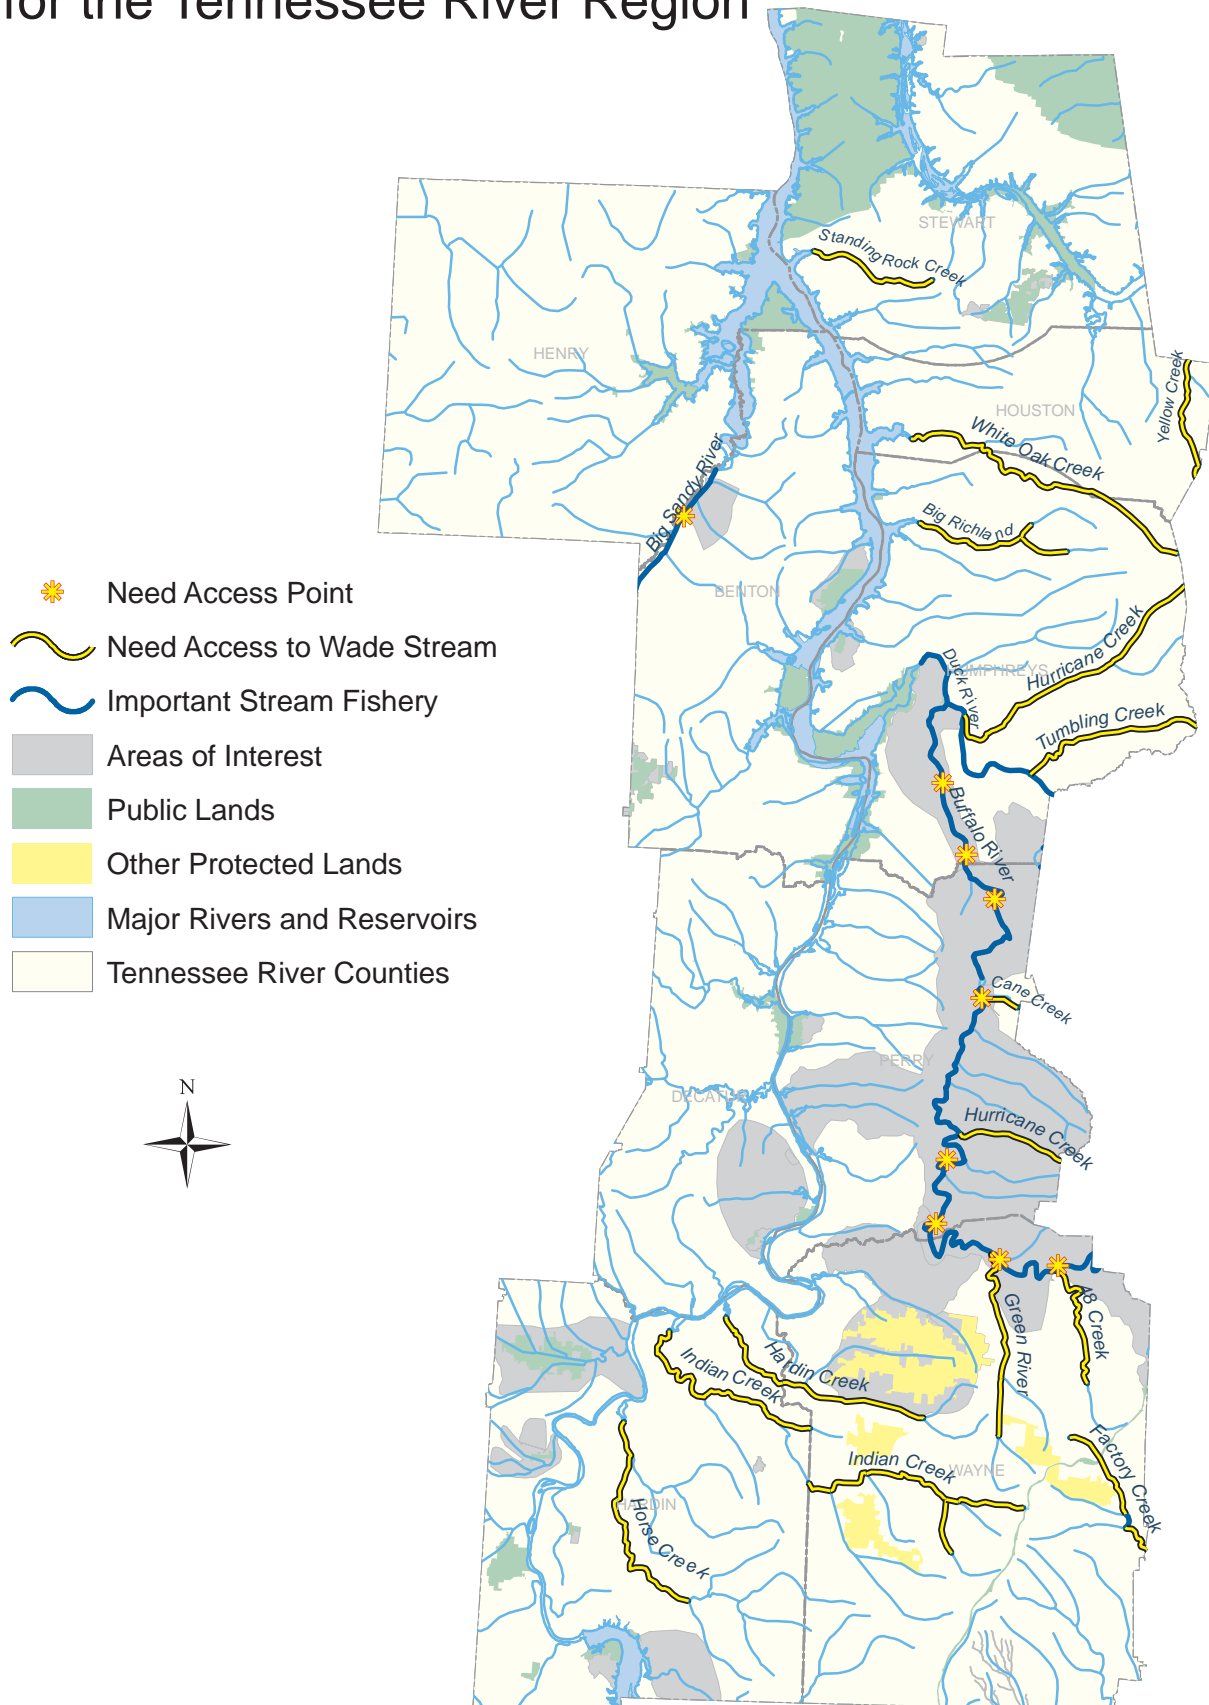 for the Tennessee River Region
STEWART
Standing Rock Creek
HENRY
HOUSTON
Yellow Creek
White Oak Creek
Big Sandy River
Big Richland
BENTON
Need Access Point
Need Access to Wade Stream
Important Stream Fishery
Areas of Interest
Public Lands
Other Protected Lands
Major Rivers and Reservoirs
Tennessee River Counties
Duck River
HUMPHREYS
Hurricane Creek
Tumbling Creek
Buffalo River
Cane Creek
PERRY
DECATUR
N
Hurricane Creek
48 Creek
Green River
Hardin Creek
Indian Creek
Factory Creek
Indian Creek
WAYNE
HARDIN
Horse Creek